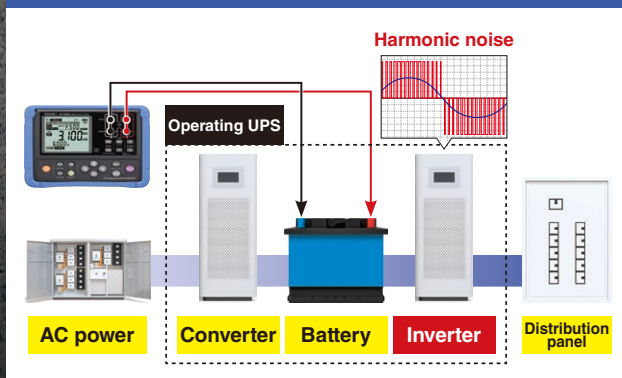 Harmonic noise
Operating UPS
3.100
AC power
Converter
Battery
Inverter
Distribution
panel